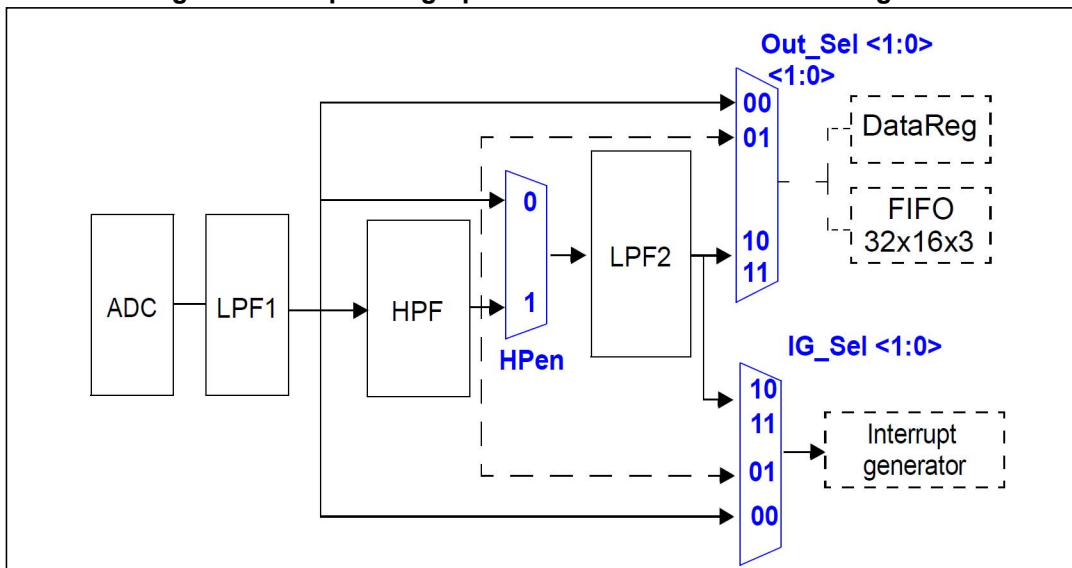 Out_Sel <1:0>
<1:0>
00
01
10
11
DataReg
FIFO
32x16x3
ADC
LPF1
HPF
0
1
HPen
LPF2
IG_Sel <1:0>
10
11
01
00
Interrupt
generator